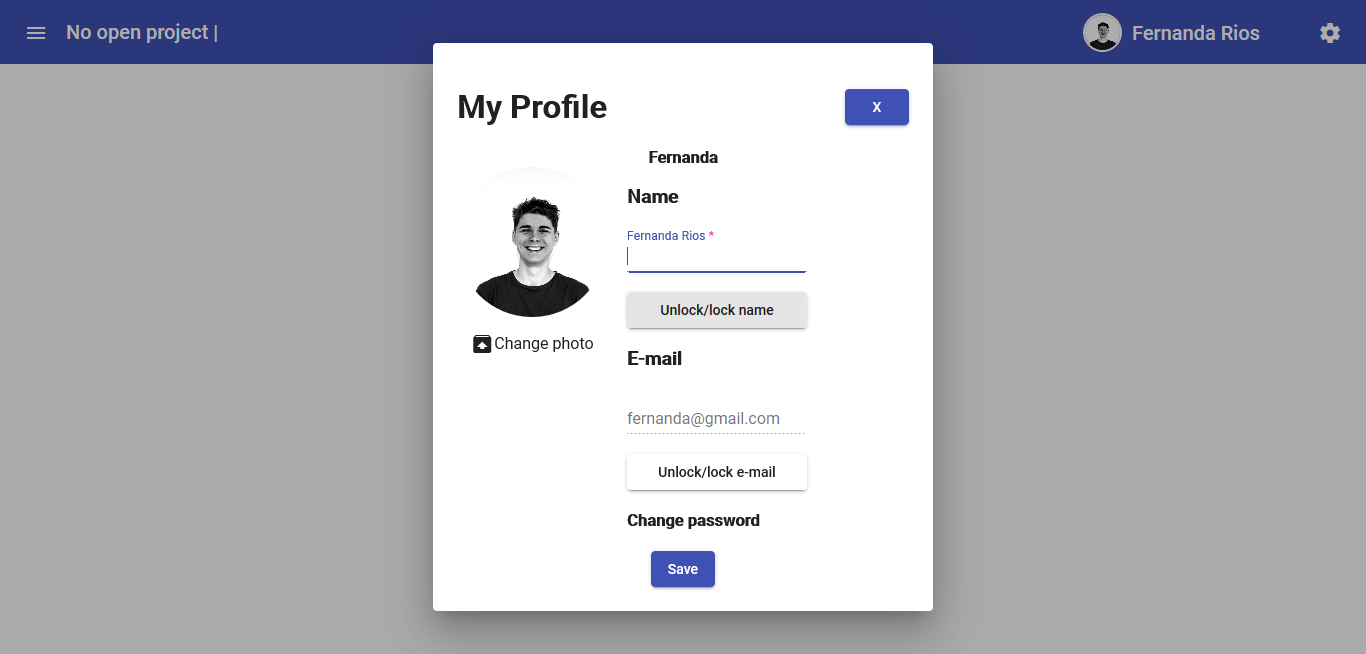 No open project |
Fernanda Rios
My Profile
X
Fernanda
Name
Fernanda Rios *
Unlock/lock name
Change photo
E-mail
fernanda@gmail.com
Unlock/lock e-mail
Change password
Save